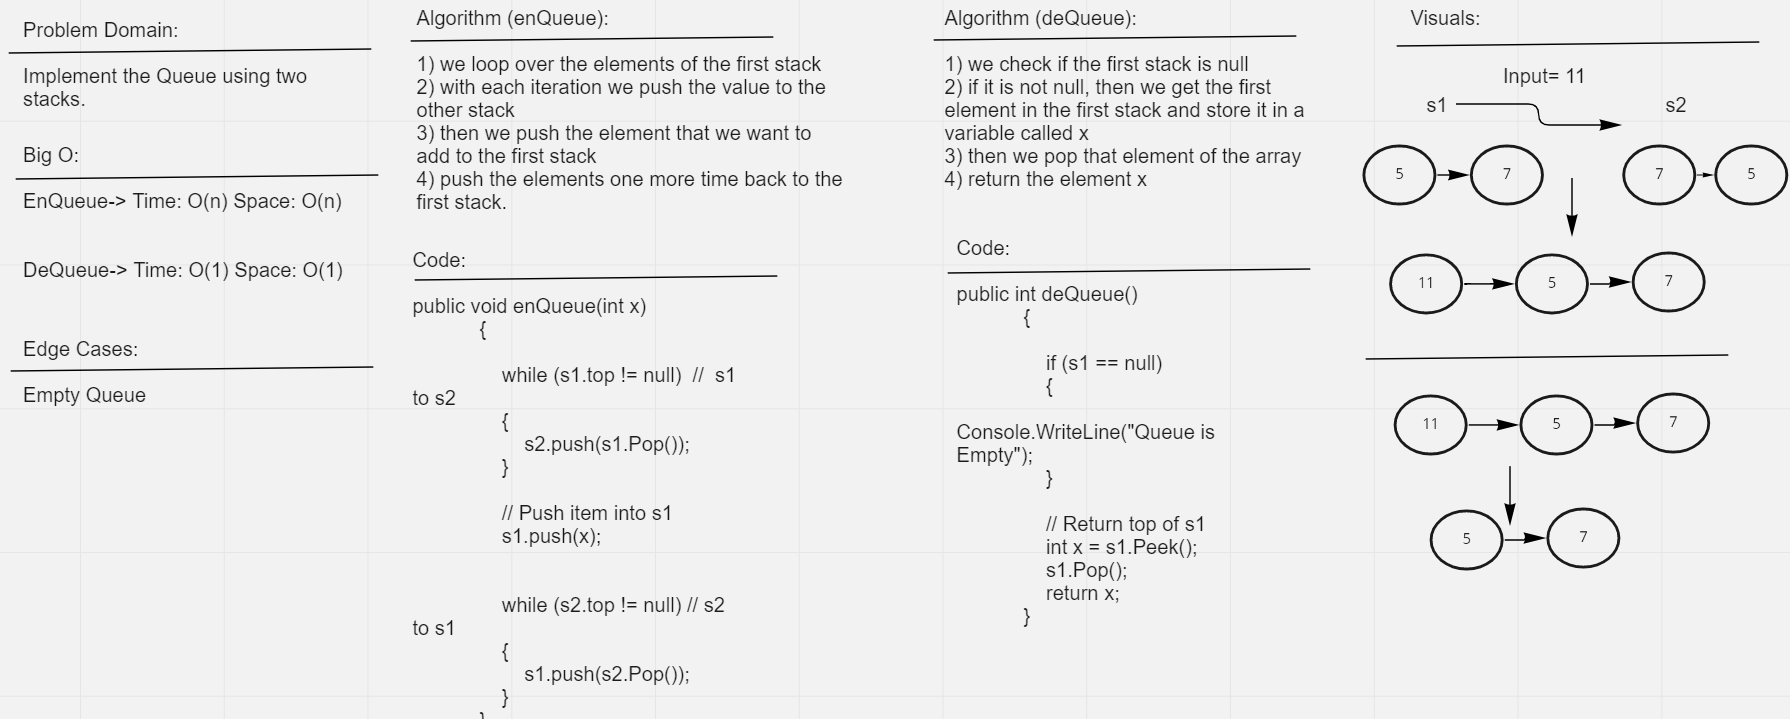 Problem Domain:
Implement the Queue using two
stacks.
Big O:
EnQueue-> Time: O(n) Space: O(n)
DeQueue-> Time: O(1) Space: O(1)
Edge Cases:
Empty Queue
Algorithm (enQueue):
1) we loop over the elements of the first stack
2) with each iteration we push the value to the
other stack
3) then we push the element that we want to
add to the first stack
4) push the elements one more time back to the
first stack.
Code:
public void enQueue(int x)
{
while (s1.top != null)  //  s1
to s2
{
s2.push(s1.Pop());
}
// Push item into s1
s1.push(x);
while (s2.top != null) // s2
to s1
{
s1.push(s2.Pop());
}
}
Algorithm (deQueue):
1) we check if the first stack is null
2) if it is not null, then we get the first
element in the first stack and store it in a
variable called x
3) then we pop that element of the array
4) return the element x
Code:
public int deQueue()
{
if (s1 == null)
{
Console.WriteLine("Queue is
Empty");
}
// Return top of s1
int x = s1.Peek();
s1.Pop();
return x;
}
Visuals:
Input= 11
s1 s2
5 7 7 5
11 5 7
11 5 7
5 7